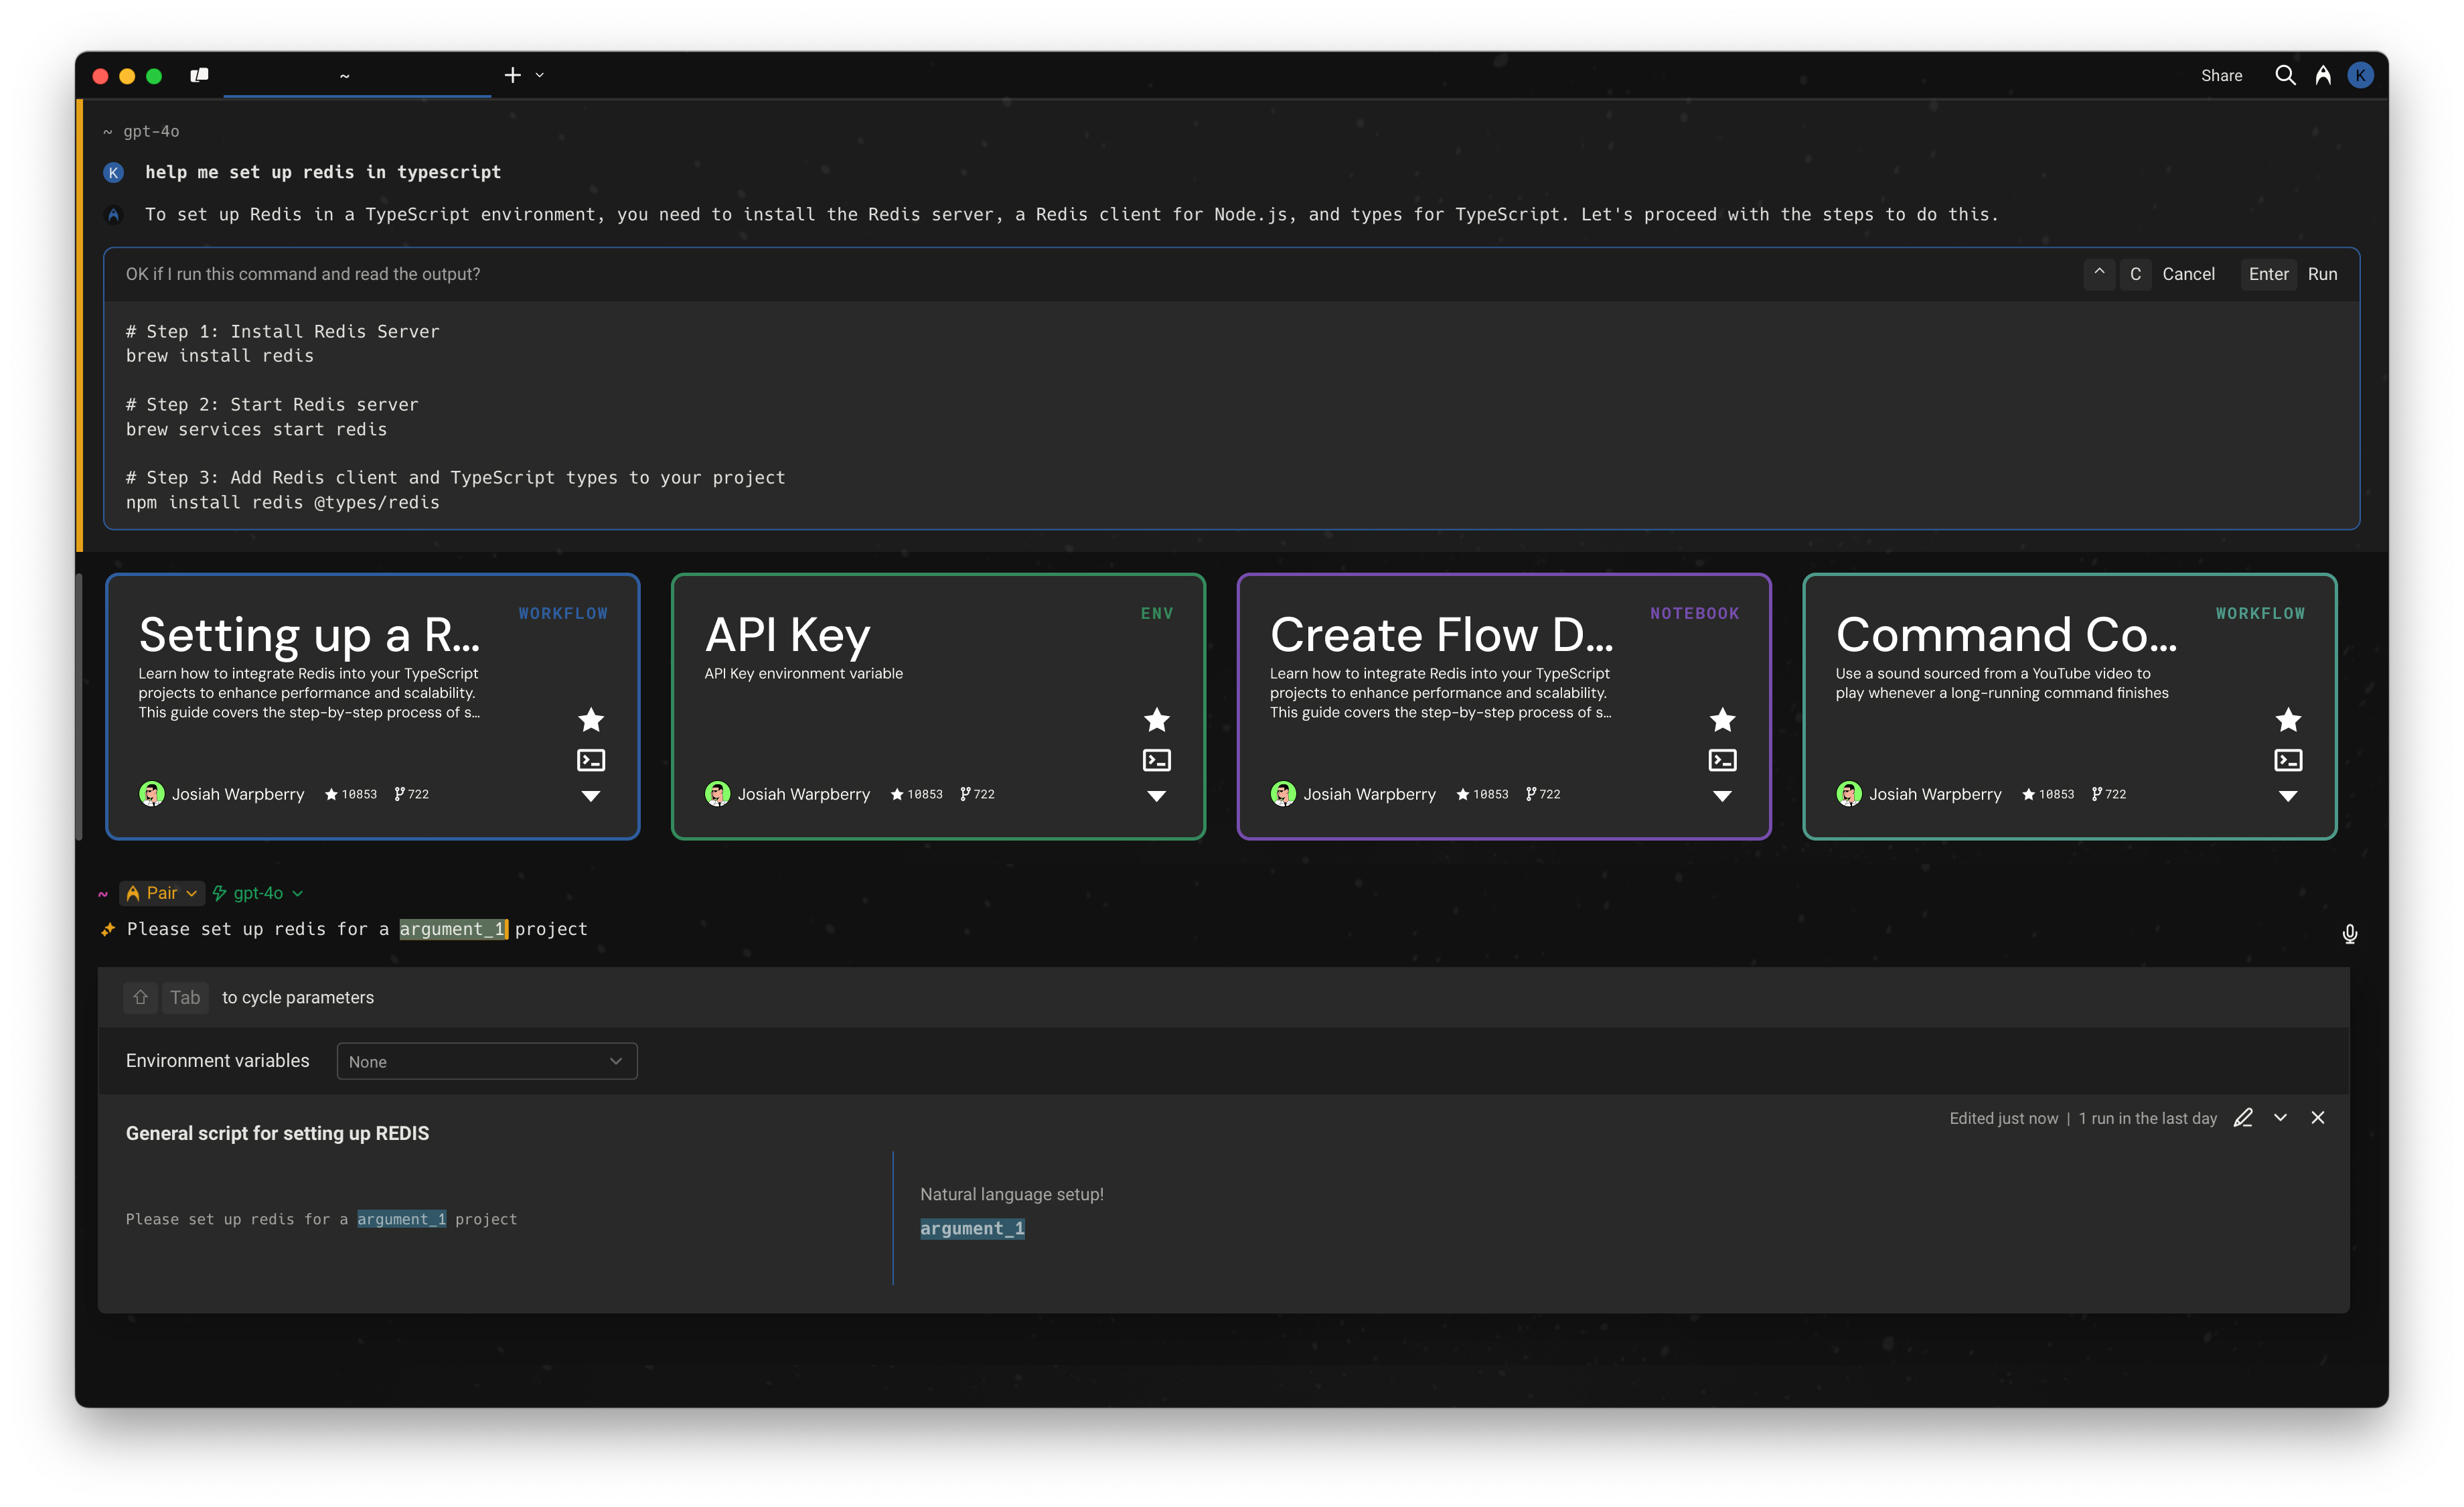 ~
Share
K
~ gpt-4o
K help me set up redis in typescript
To set up Redis in a TypeScript environment, you need to install the Redis server, a Redis client for Node.js, and types for TypeScript. Let's proceed with the steps to do this.
OK if I run this command and read the output?
^ C Cancel Enter Run
# Step 1: Install Redis Server
brew install redis
# Step 2: Start Redis server
brew services start redis
# Step 3: Add Redis client and TypeScript types to your project
npm install redis @types/redis
WORKFLOW
Setting up a R...
Learn how to integrate Redis into your TypeScript
projects to enhance performance and scalability.
This guide covers the step-by-step process of s...
Josiah Warpberry 10853 722
ENV
API Key
API Key environment variable
Josiah Warpberry 10853 722
NOTEBOOK
Create Flow D...
Learn how to integrate Redis into your TypeScript
projects to enhance performance and scalability.
This guide covers the step-by-step process of s...
Josiah Warpberry 10853 722
WORKFLOW
Command Co...
Use a sound sourced from a YouTube video to
play whenever a long-running command finishes
Josiah Warpberry 10853 722
~ Pair gpt-4o
Please set up redis for a argument_1 project
Tab to cycle parameters
Environment variables None
Edited just now | 1 run in the last day
General script for setting up REDIS
Please set up redis for a argument_1 project
Natural language setup!
argument_1